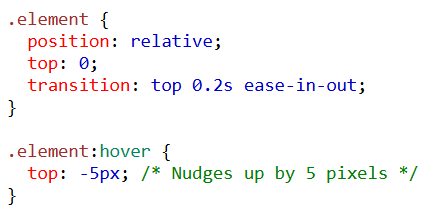 .element {
  position: relative;
  top: 0;
  transition: top 0.2s ease-in-out;
}

.element:hover {
  top: -5px; /* Nudges up by 5 pixels */
}